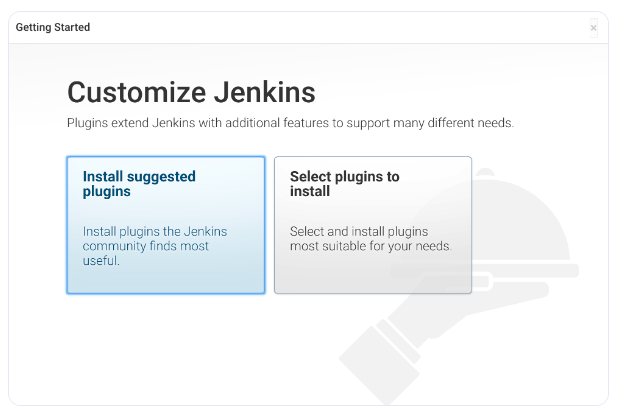 Getting Started
×
Customize Jenkins
Plugins extend Jenkins with additional features to support many different needs.
Install suggested
plugins
Install plugins the Jenkins
community finds most
useful.
Select plugins to
install
Select and install plugins
most suitable for your needs.